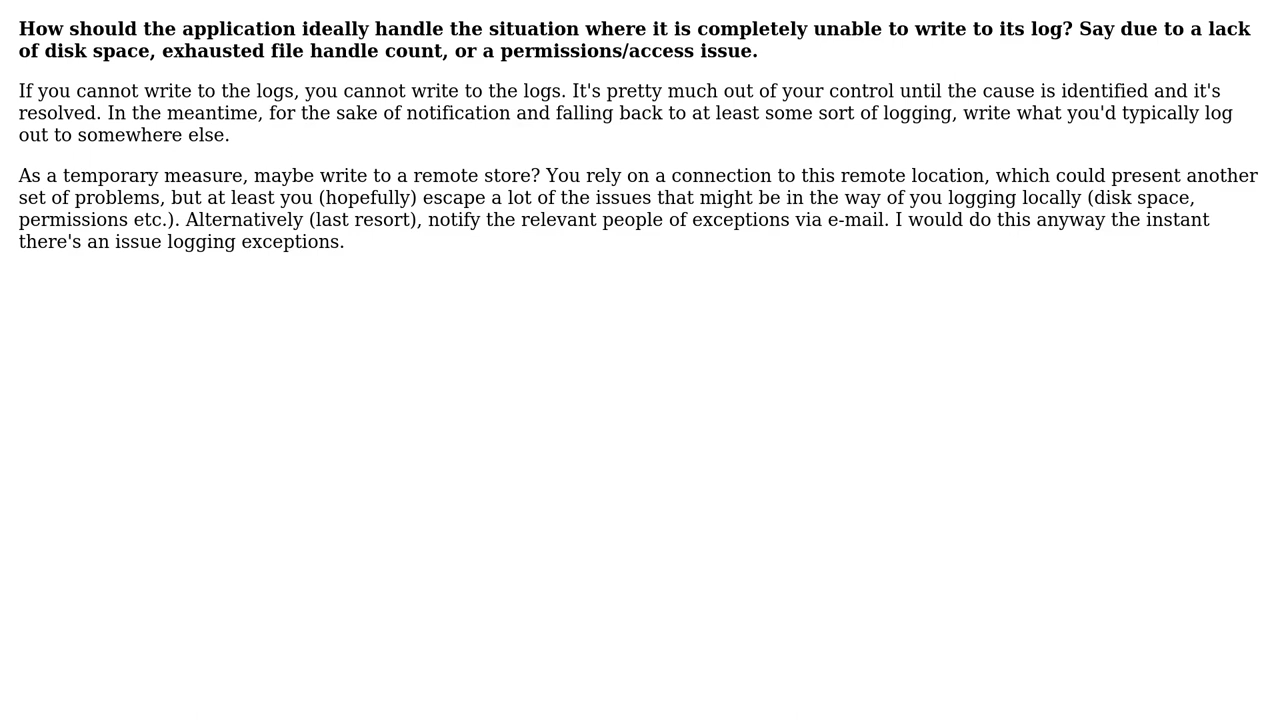 How should the application ideally handle the situation where it is completely unable to write to its log? Say due to a lack
of disk space, exhausted file handle count, or a permissions/access issue.
If you cannot write to the logs, you cannot write to the logs. It's pretty much out of your control until the cause is identified and it's
resolved. In the meantime, for the sake of notification and falling back to at least some sort of logging, write what you'd typically log
out to somewhere else.
As a temporary measure, maybe write to a remote store? You rely on a connection to this remote location, which could present another
set of problems, but at least you (hopefully) escape a lot of the issues that might be in the way of you logging locally (disk space,
permissions etc.). Alternatively (last resort), notify the relevant people of exceptions via e-mail. I would do this anyway the instant
there's an issue logging exceptions.